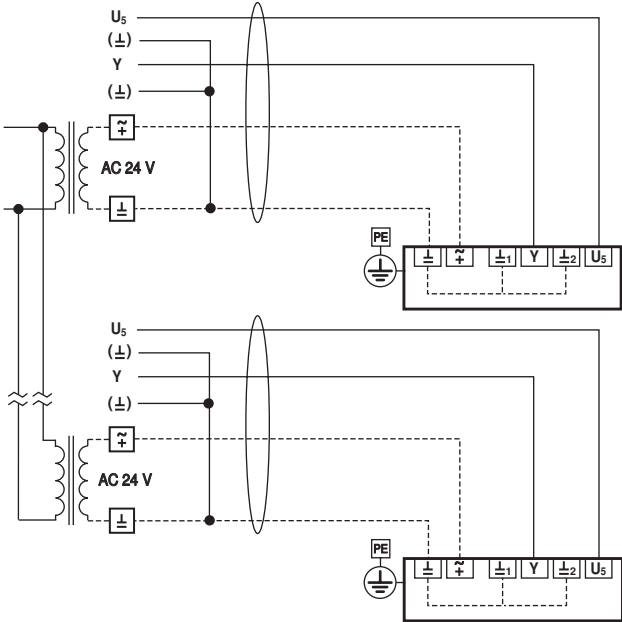 U₅
(⊥)
Y
(⊥)
~
+
AC 24 V
⊥
PE
⊥ ~+ ⊥₁ Y ⊥₂ U₅
U₅
(⊥)
Y
(⊥)
~
+
AC 24 V
⊥
PE
⊥ ~+ ⊥₁ Y ⊥₂ U₅